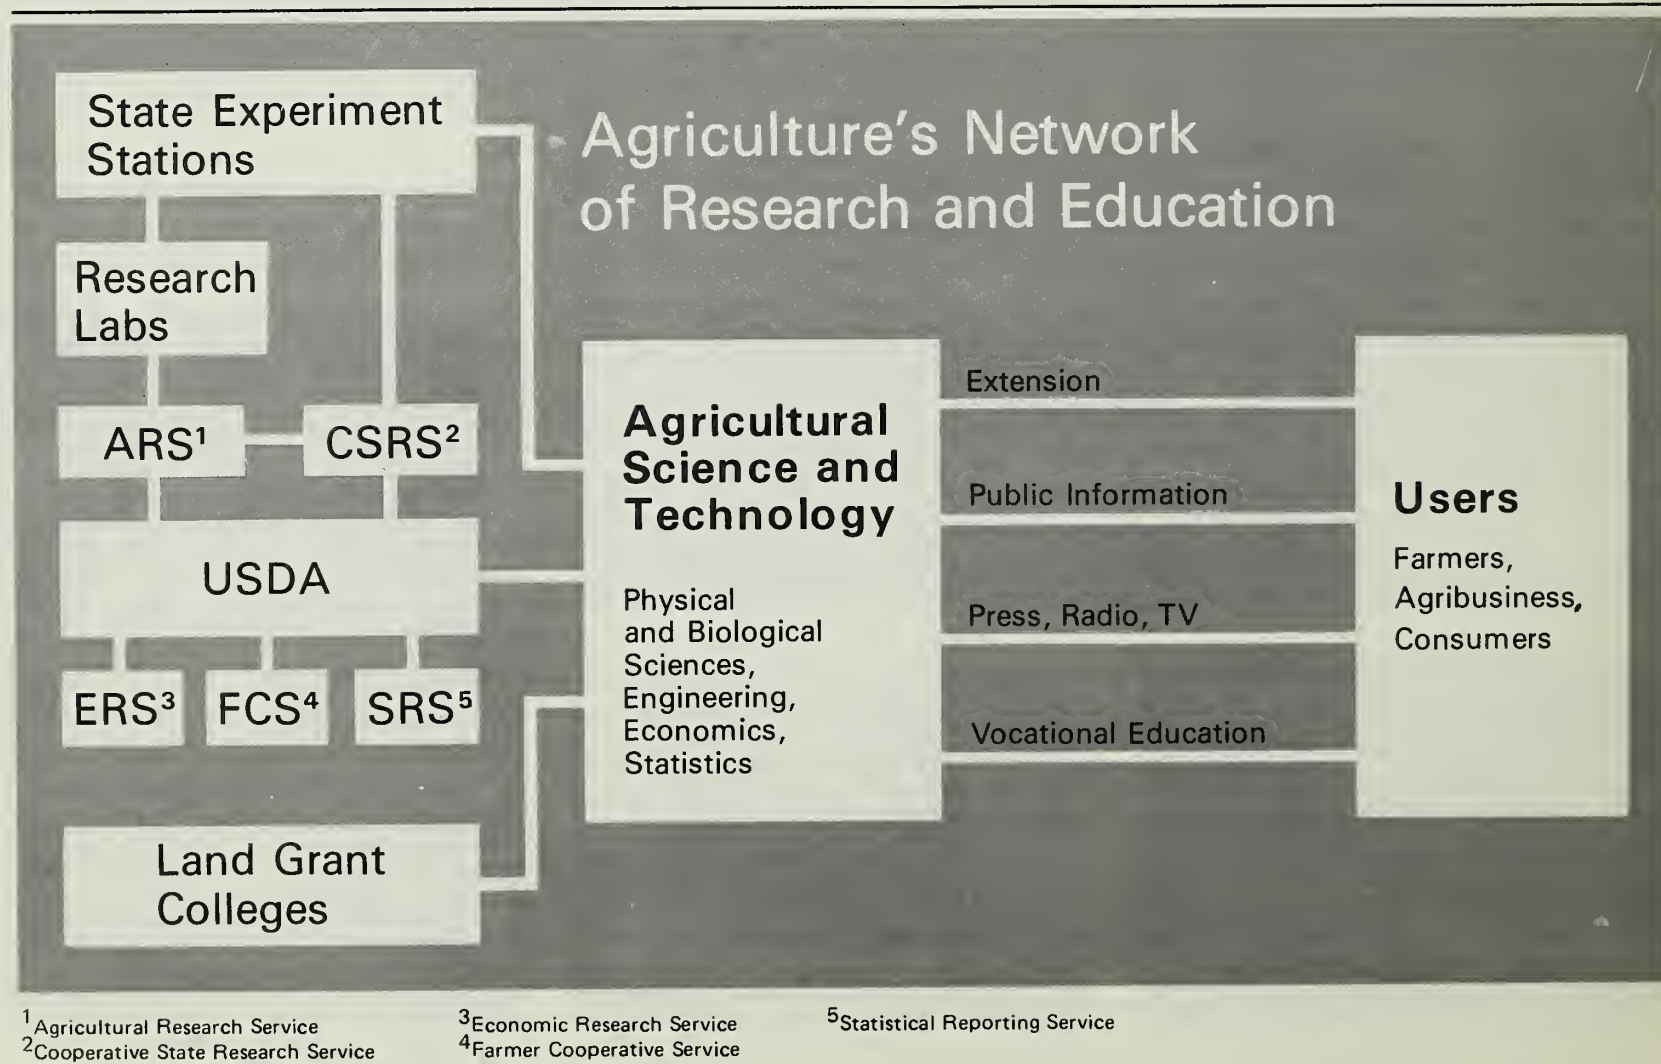 State Experiment
Stations
Agriculture's Network
of Research and Education
Research
Labs
ARS¹
CSRS²
USDA
ERS³
FCS⁴
SRS⁵
Land Grant
Colleges
Agricultural
Science and
Technology
Physical
and Biological
Sciences,
Engineering,
Economics,
Statistics
Extension
Public Information
Press, Radio, TV
Vocational Education
Users
Farmers,
Agribusiness,
Consumers
¹Agricultural Research Service
²Cooperative State Research Service
³Economic Research Service
⁴Farmer Cooperative Service
⁵Statistical Reporting Service